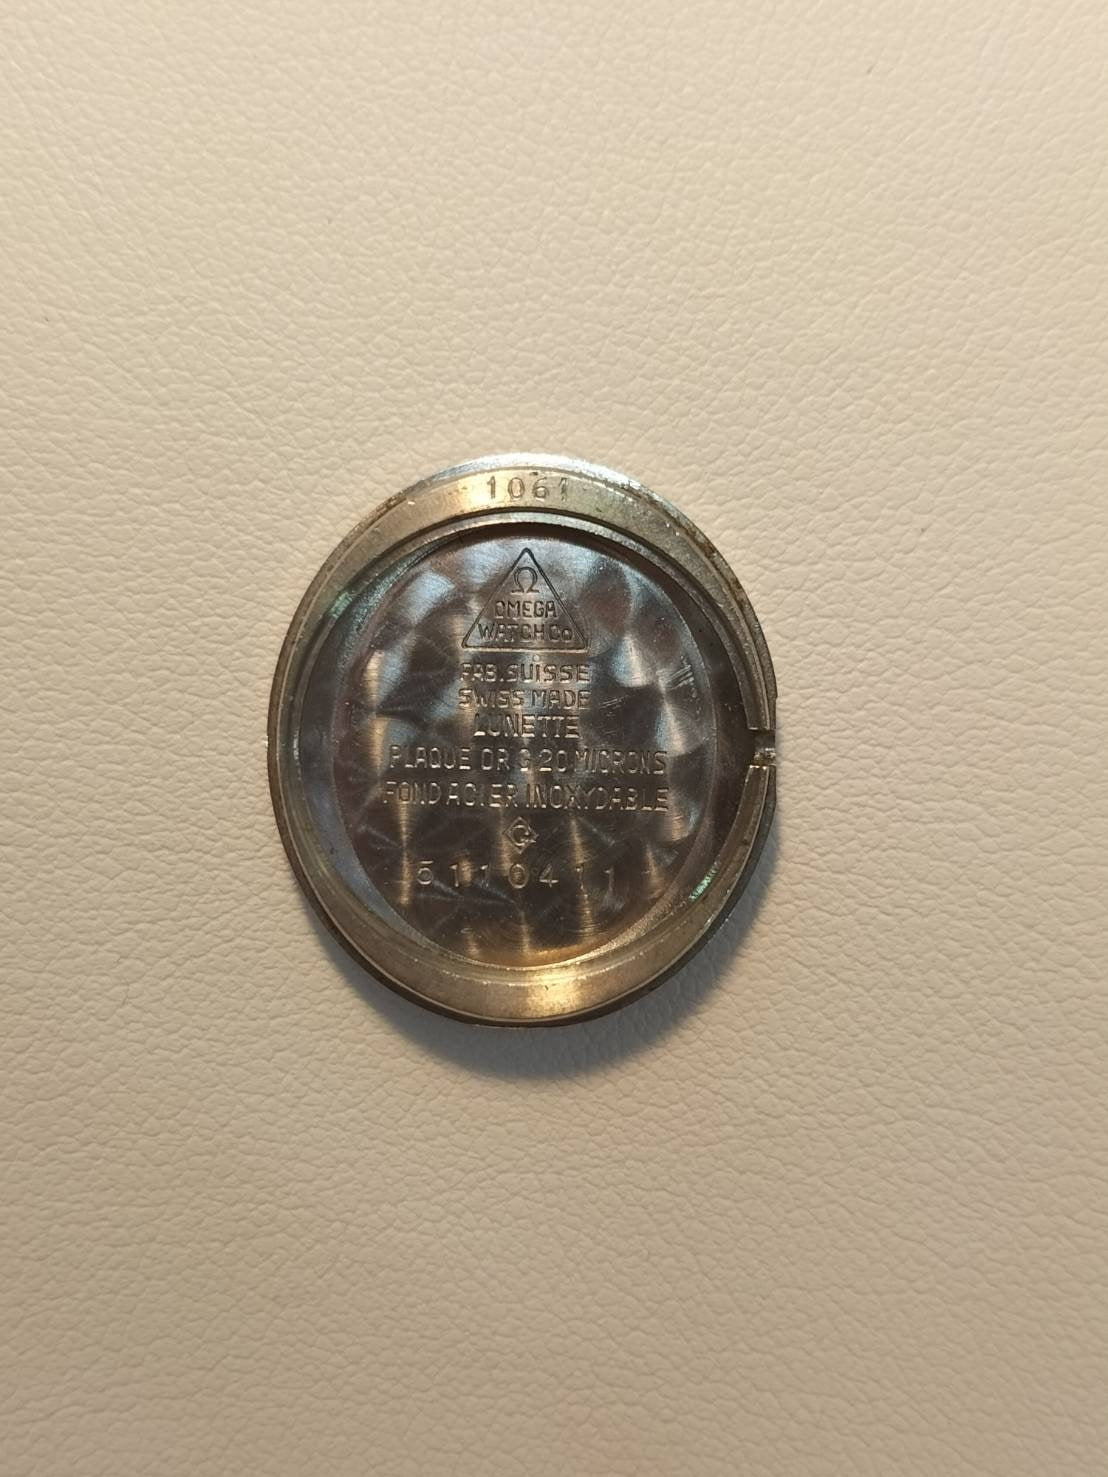 1061
Ω
OMEGA
WATCH Co
FAB. SUISSE
SWISS MADE
LUNETTE
PLAQUE OR G 20 MICRONS
FOND ACIER INOXYDABLE
5110411